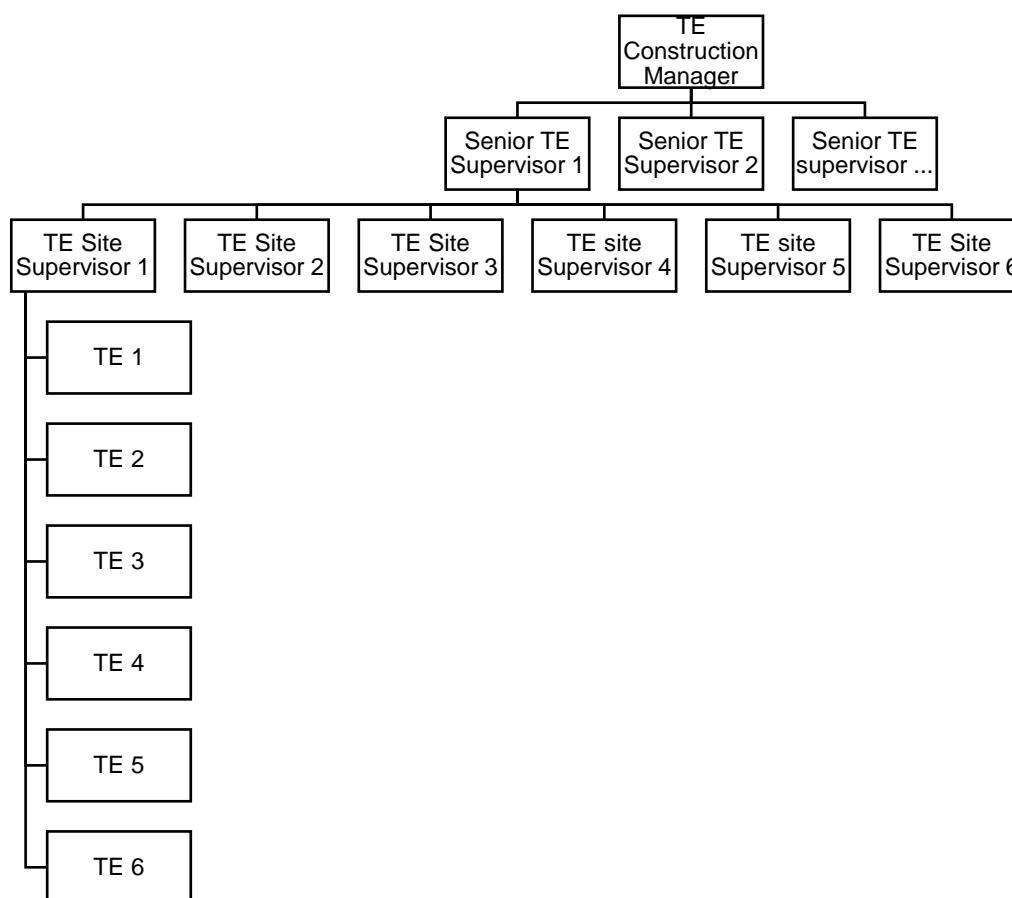 TE
Construction
Manager
Senior TE
Supervisor 1
Senior TE
Supervisor 2
Senior TE
supervisor ...
TE Site
Supervisor 1
TE Site
Supervisor 2
TE Site
Supervisor 3
TE site
Supervisor 4
TE site
Supervisor 5
TE Site
Supervisor 6
TE 1
TE 2
TE 3
TE 4
TE 5
TE 6